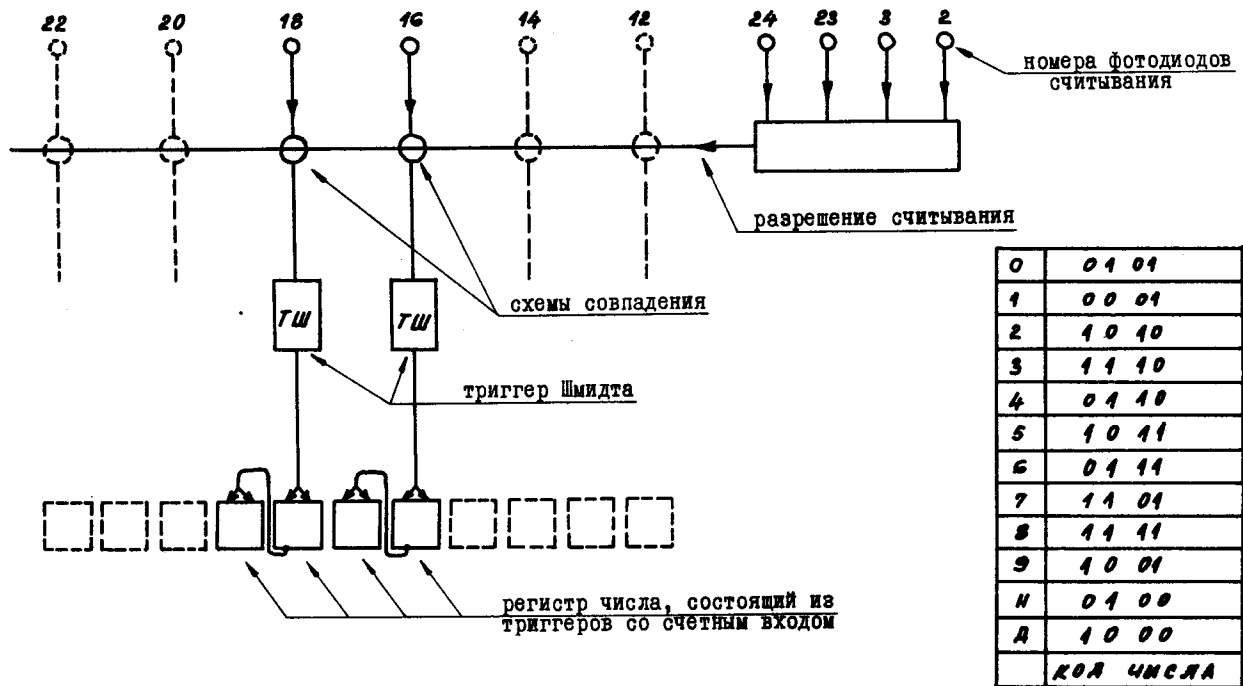 22 20 18 16 14 12 24 23 3 2
номера фотодиодов
считывания
разрешение считывания
схемы совпадения
ТШ ТШ
триггер Шмидта
регистр числа, состоящий из
триггеров со счетным входом
0 01 01
1 00 01
2 10 10
3 11 10
4 01 10
5 10 11
6 01 11
7 11 01
8 11 11
9 10 01
Н 01 00
Д 10 00
КОД ЧИСЛА